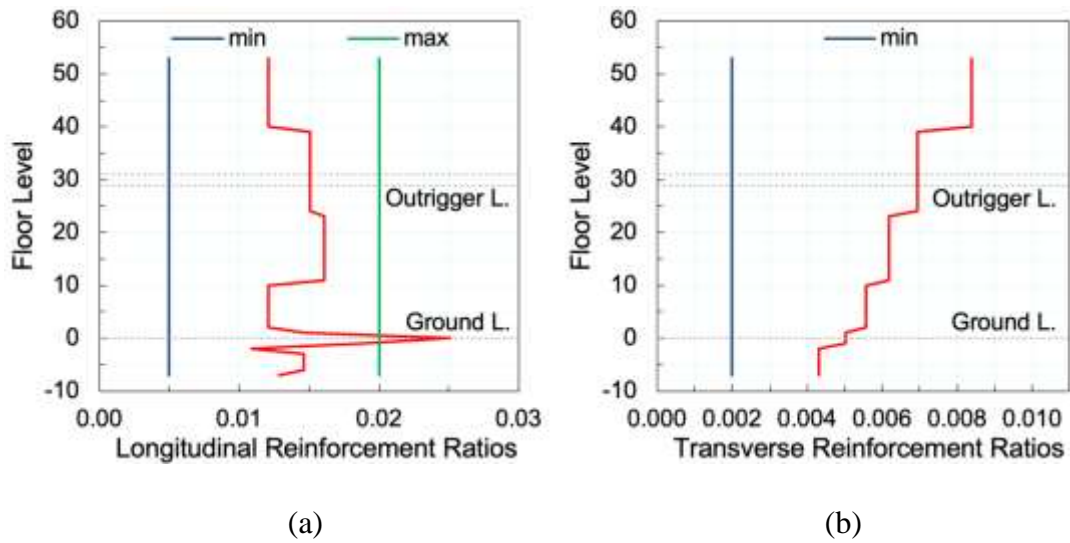 min max
60
50
40
30
20
10
0
-10
Floor Level
Outrigger L.
Ground L.
0.00 0.01 0.02 0.03
Longitudinal Reinforcement Ratios
(a)
min
60
50
40
30
20
10
0
-10
Floor Level
Outrigger L.
Ground L.
0.000 0.002 0.004 0.006 0.008 0.010
Transverse Reinforcement Ratios
(b)